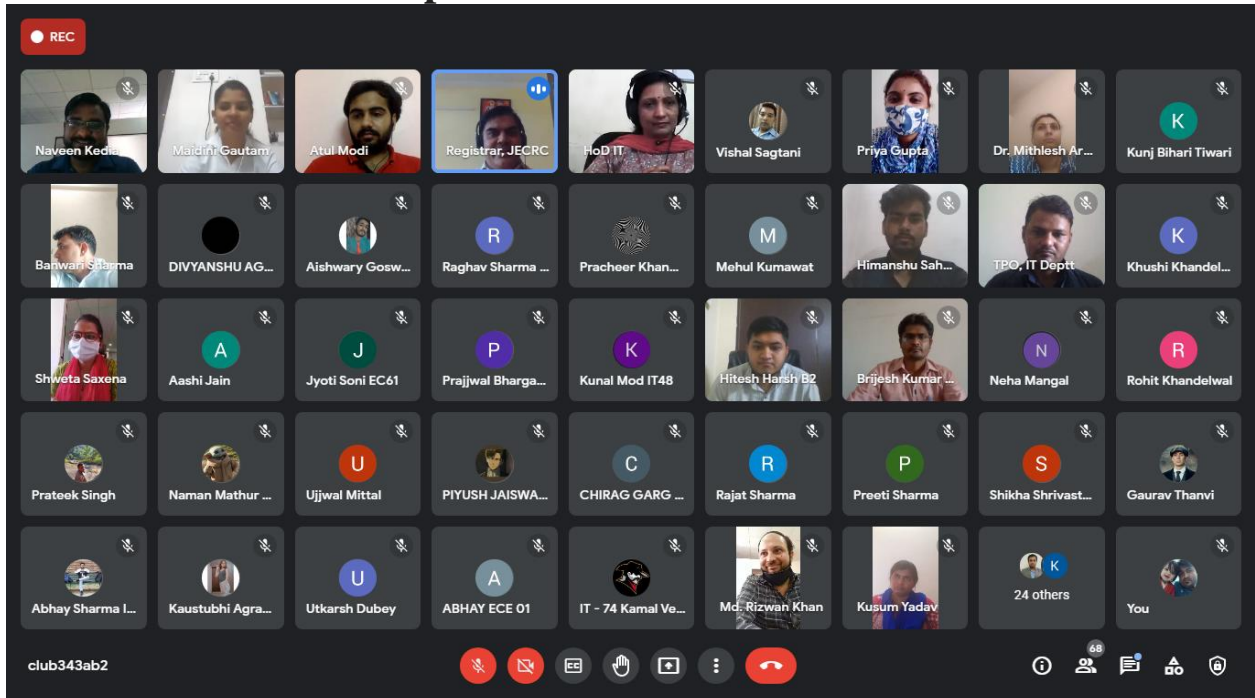 REC
Naveen Kedia
Maidini Gautam
Atul Modi
Registrar, JECRC
HoD IT
Vishal Sagtani
Priya Gupta
Dr. Mithlesh Ar...
K
Kunj Bihari Tiwari
Banwari Sharma
DIVYANSHU AG...
Aishwary Gosw...
R
Raghav Sharma ...
Pracheer Khan...
M
Mehul Kumawat
Himanshu Sah...
TPO, IT Deptt
K
Khushi Khandel...
Shweta Saxena
A
Aashi Jain
J
Jyoti Soni EC61
P
Prajjwal Bharga...
K
Kunal Mod IT48
Hitesh Harsh B2
Brijesh Kumar ...
N
Neha Mangal
R
Rohit Khandelwal
Prateek Singh
Naman Mathur ...
U
Ujjwal Mittal
PIYUSH JAISWA...
C
CHIRAG GARG ...
R
Rajat Sharma
P
Preeti Sharma
S
Shikha Shrivast...
Gaurav Thanvi
Abhay Sharma I...
Kaustubhi Agra...
U
Utkarsh Dubey
A
ABHAY ECE 01
IT - 74 Kamal Ve...
Md. Rizwan Khan
Kusum Yadav
K
24 others
You
club343ab2
CC
68